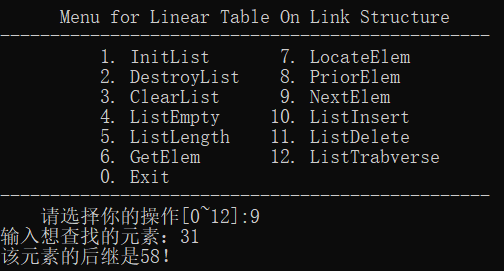 Menu for Linear Table On Link Structure
-------------------------------------------------
1. InitList 7. LocateElem
2. DestroyList 8. PriorElem
3. ClearList 9. NextElem
4. ListEmpty 10. ListInsert
5. ListLength 11. ListDelete
6. GetElem 12. ListTrabverse
0. Exit
-------------------------------------------------
请选择你的操作[0~12]:9
输入想查找的元素：31
该元素的后继是58！